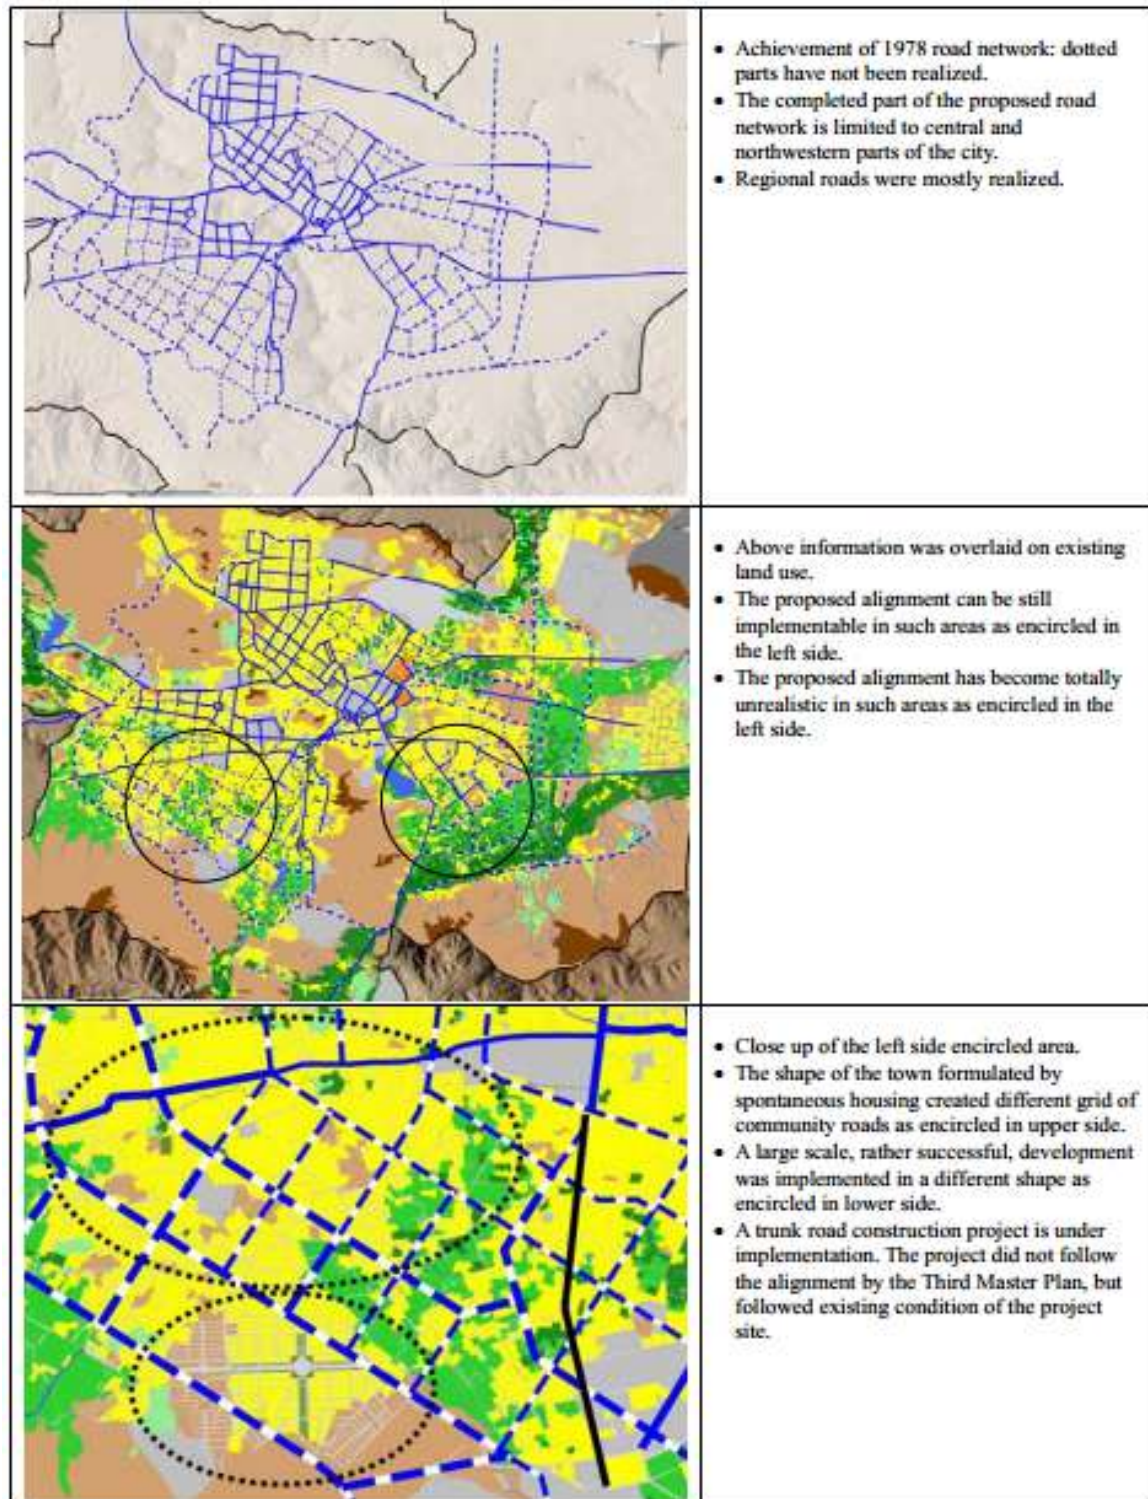 • Achievement of 1978 road network: dotted
parts have not been realized.
• The completed part of the proposed road
network is limited to central and
northwestern parts of the city.
• Regional roads were mostly realized.
• Above information was overlaid on existing
land use.
• The proposed alignment can be still
implementable in such areas as encircled in
the left side.
• The proposed alignment has become totally
unrealistic in such areas as encircled in the
left side.
• Close up of the left side encircled area.
• The shape of the town formulated by
spontaneous housing created different grid of
community roads as encircled in upper side.
• A large scale, rather successful, development
was implemented in a different shape as
encircled in lower side.
• A trunk road construction project is under
implementation. The project did not follow
the alignment by the Third Master Plan, but
followed existing condition of the project
site.